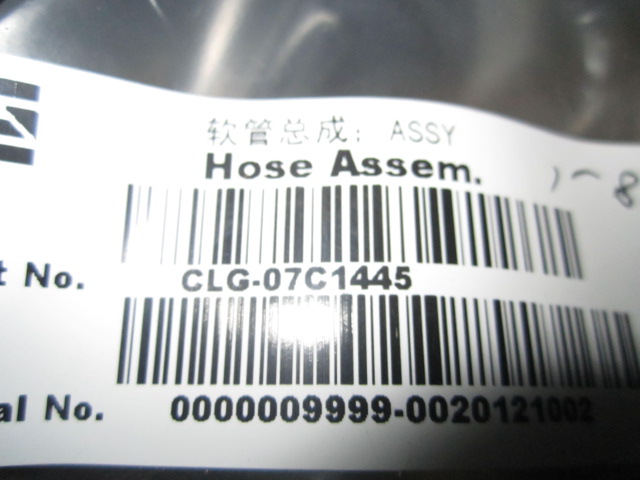 软管总成：ASSY
Hose Assem.
t No. CLG-07C1445
al No. 0000009999-0020121002